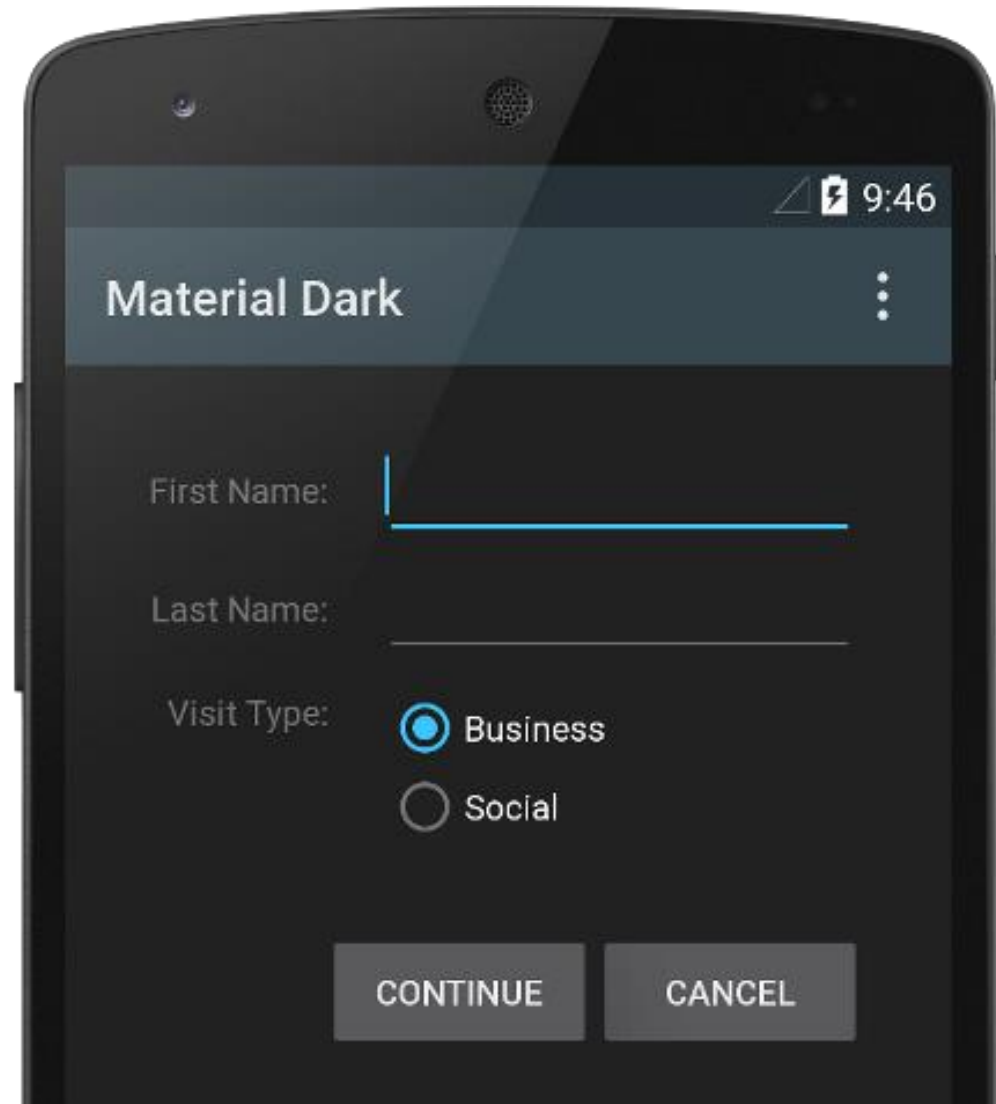 9:46
Material Dark
First Name:
Last Name:
Visit Type:
Business
Social
CONTINUE CANCEL